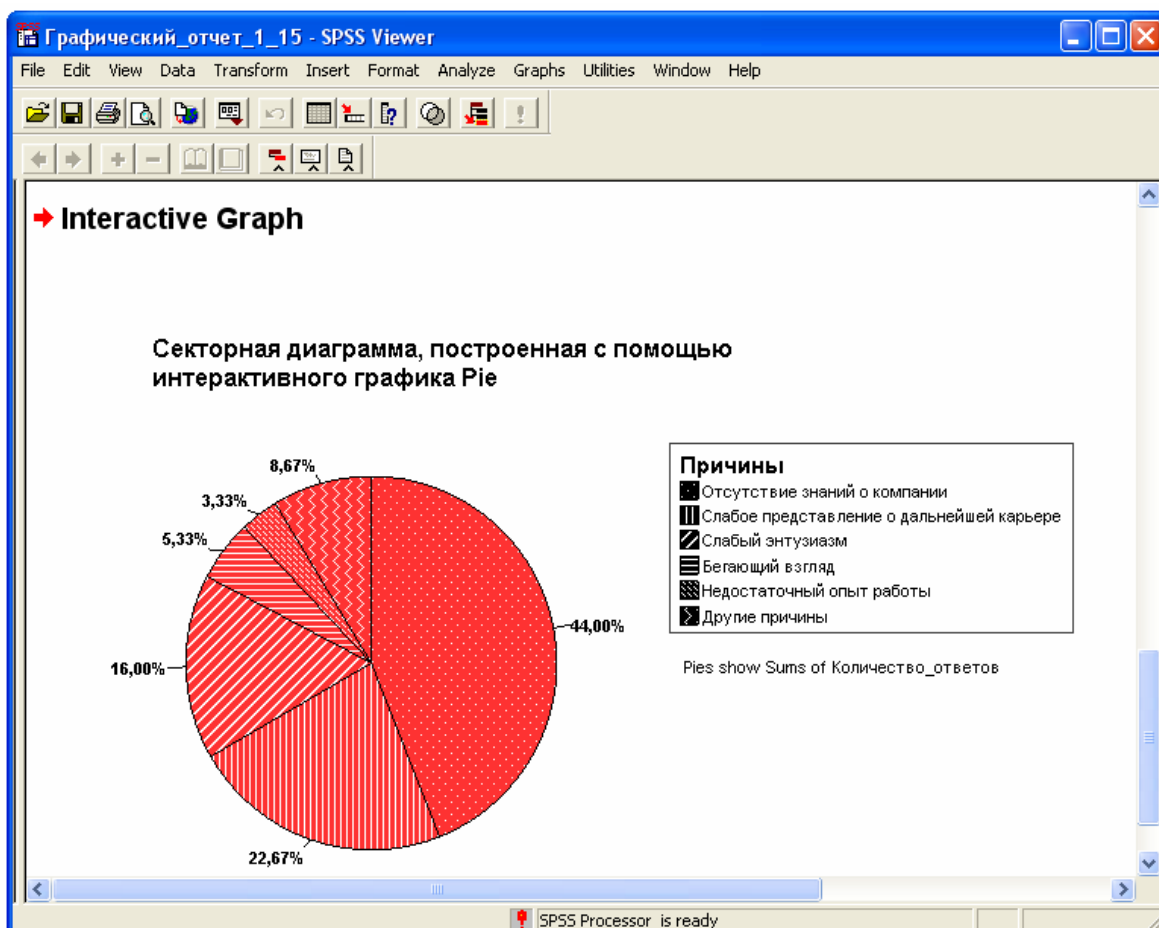 Графический_отчет_1_15 - SPSS Viewer
File Edit View Data Transform Insert Format Analyze Graphs Utilities Window Help
Interactive Graph
Секторная диаграмма, построенная с помощью
интерактивного графика Pie
8,67%
3,33%
5,33%
16,00%
22,67%
44,00%
Причины
Отсутствие знаний о компании
Слабое представление о дальнейшей карьере
Слабый энтузиазм
Бегающий взгляд
Недостаточный опыт работы
Другие причины
Pies show Sums of Количество_ответов
SPSS Processor is ready